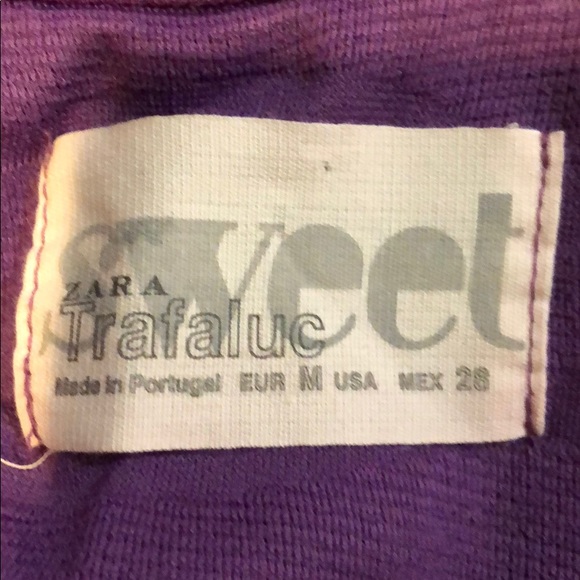 sweet
ZARA
Trafaluc
Made in Portugal EUR M USA MEX 28